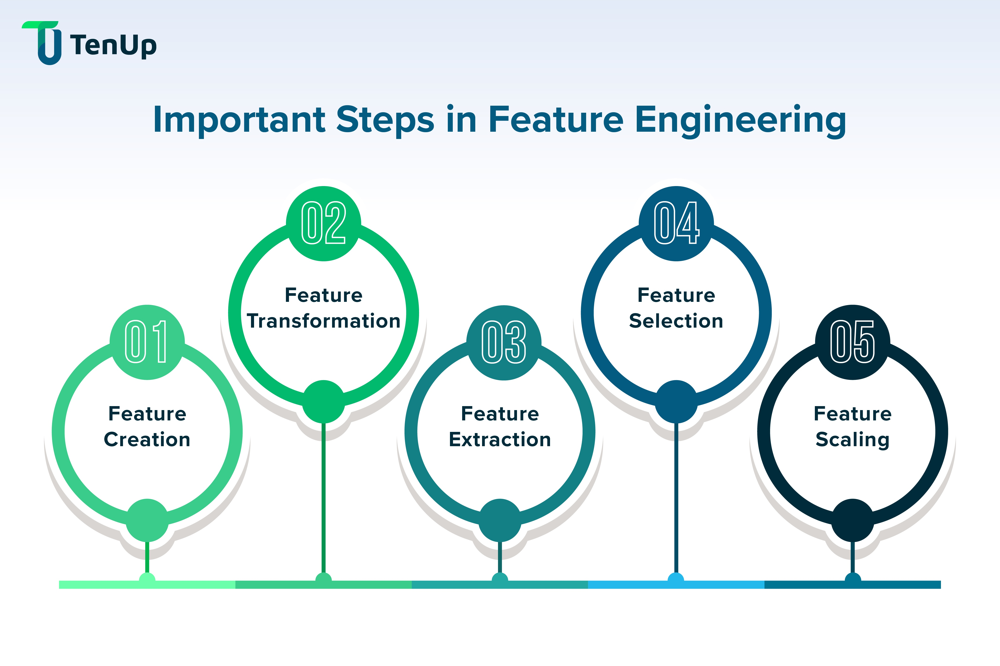 TenUp
Important Steps in Feature Engineering
01
Feature
Creation
02
Feature
Transformation
03
Feature
Extraction
04
Feature
Selection
05
Feature
Scaling